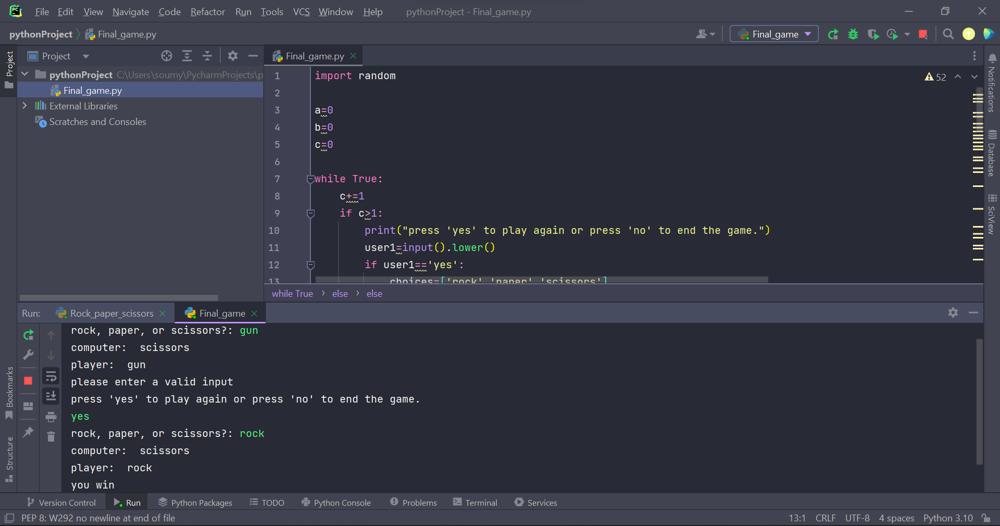 PC File Edit View Navigate Code Refactor Run Tools VCS Window Help pythonProject - Final_game.py
pythonProject Final_game.py Final_game
Project
Project
Final_game.py
pythonProject C:\Users\soumy\PycharmProjects\p
Final_game.py
External Libraries
Scratches and Consoles
1 import random
52
2
3 a=0
4 b=0
5 c=0
6
7 while True:
8 c+=1
9 if c>1:
10 print("press 'yes' to play again or press 'no' to end the game.")
11 user1=input().lower()
12 if user1=='yes':
13 choices=['rock','paper','scissors']
while True › else › else
Notifications
Database
SciView
Run: Rock_paper_scissors Final_game
rock, paper, or scissors?: gun
computer:  scissors
player:  gun
please enter a valid input
press 'yes' to play again or press 'no' to end the game.
yes
rock, paper, or scissors?: rock
computer:  scissors
player:  rock
you win
Bookmarks
Structure
Version Control Run Python Packages TODO Python Console Problems Terminal Services
PEP 8: W292 no newline at end of file 13:1 CRLF UTF-8 4 spaces Python 3.10